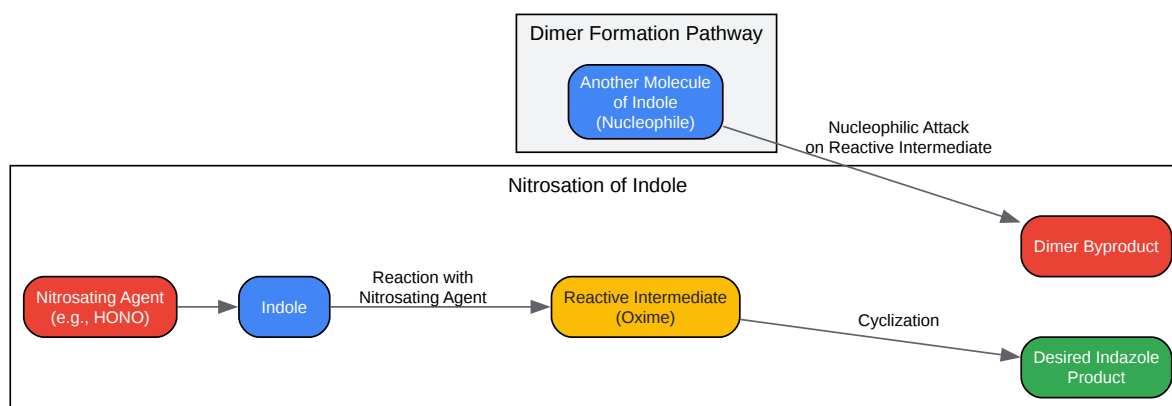 Dimer Formation Pathway
Another Molecule
of Indole
(Nucleophile)
Nucleophilic Attack
on Reactive Intermediate
Nitrosation of Indole
Dimer Byproduct
Nitrosating Agent
(e.g., HONO)
Indole
Reaction with
Nitrosating Agent
Reactive Intermediate
(Oxime)
Cyclization
Desired Indazole
Product